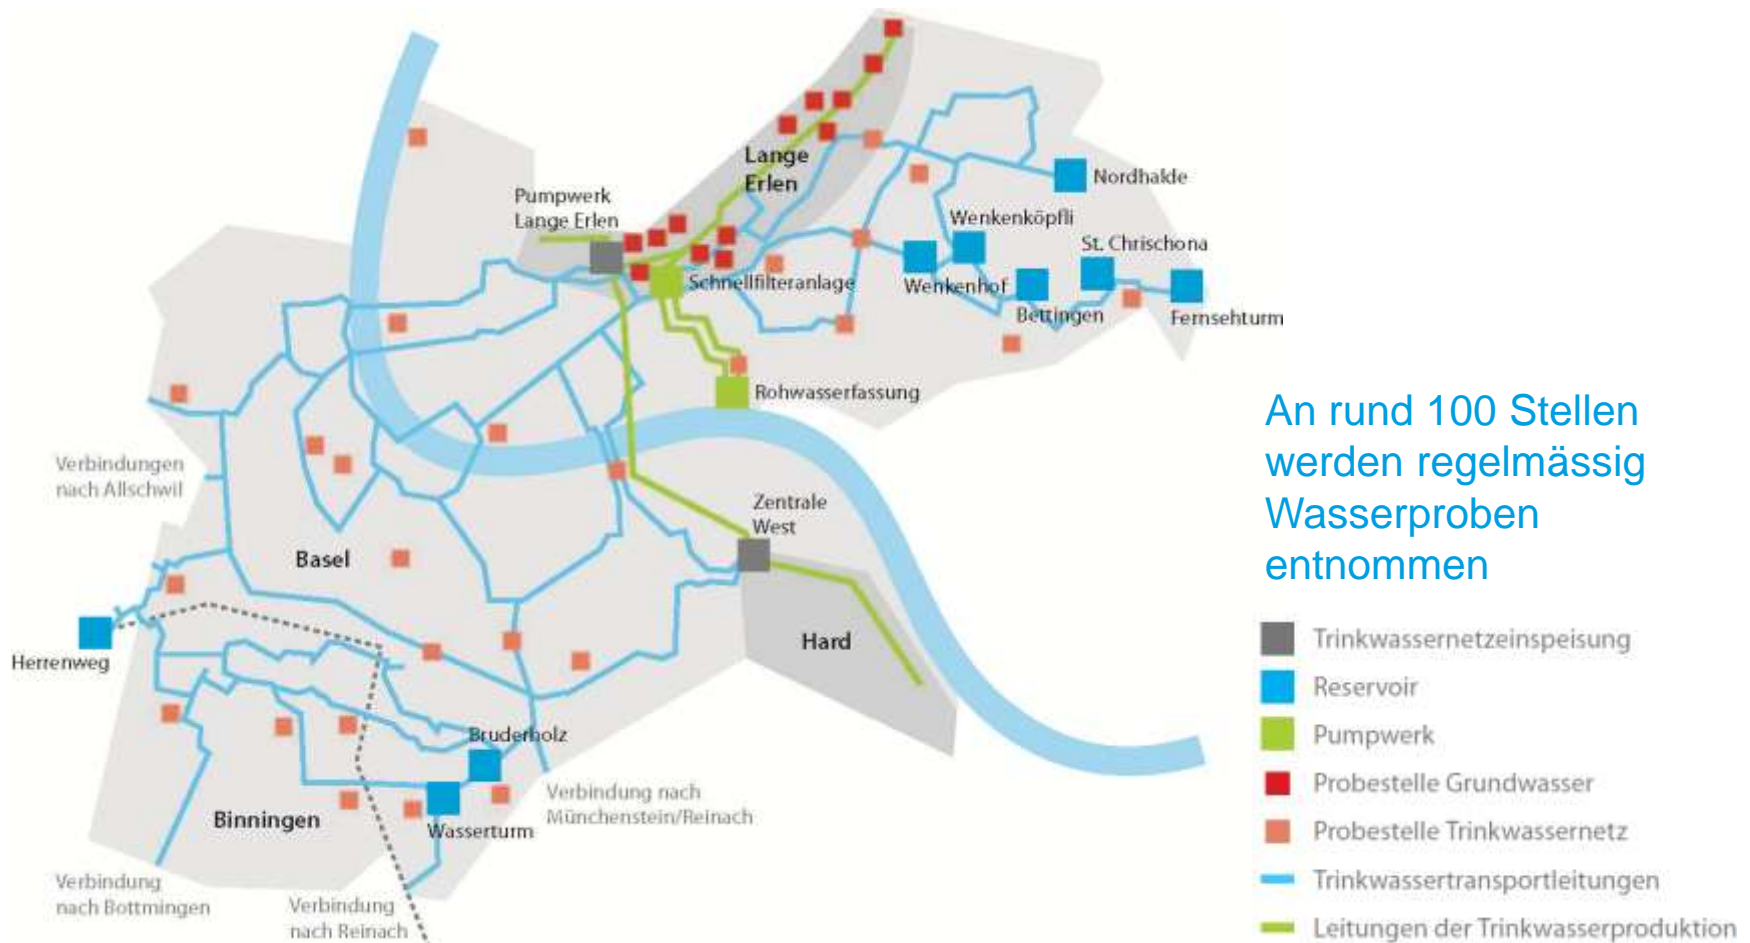 Lange
Erlen
Pumpwerk
Lange Erlen
Nordhalde
Wenkenköpfli
St. Chrischona
Schnellfilteranlage
Wenkenhof
Bettingen
Fernsehturm
Rohwasserfassung
Verbindungen
nach Allschwil
Zentrale
West
Basel
Hard
Herrenweg
Bruderholz
Verbindung nach
Münchenstein/Reinach
Binningen
Wasserturm
Verbindung
nach Bottmingen
Verbindung
nach Reinach
An rund 100 Stellen
werden regelmässig
Wasserproben
entnommen
Trinkwassernetzeinspeisung
Reservoir
Pumpwerk
Probestelle Grundwasser
Probestelle Trinkwassernetz
Trinkwassertransportleitungen
Leitungen der Trinkwasserproduktion